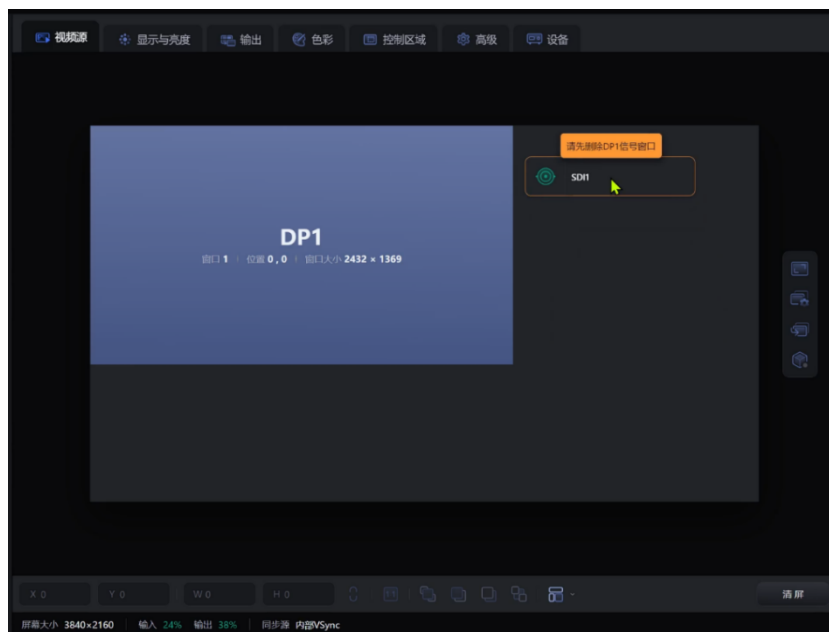 视频源 显示与亮度 输出 色彩 控制区域 高级 设备
请先删除DP1信号窗口
SDI1
DP1
窗口 1 | 位置 0 , 0 | 窗口大小 2432 × 1369
X 0 Y 0 W 0 H 0 清屏
屏幕大小 3840×2160 输入 24% 输出 38% 同步源 内部VSync